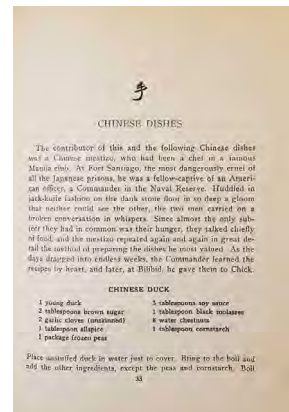 手
CHINESE DISHES
The contributor of this and the following Chinese dishes
was a Chinese mestizo, who had been a chef in a famous
Manila club. At Fort Santiago, the most dangerously cruel of
all the Japanese prisons, he was a fellow-captive of an Ameri-
can officer, a Commander in the Naval Reserve. Huddled in
jack-knife fashion on the dank stone floor in so deep a gloom
that neither could see the other, the two men carried on a
broken conversation in whispers. Since almost the only sub-
ject they had in common was their hunger, they talked chiefly
of food, and the mestizo repeated again and again in great de-
tail the method of preparing the dishes he most valued. As the
days dragged into endless weeks, the Commander learned the
recipes by heart, and later, at Bilibid, he gave them to Chick.
CHINESE DUCK
1 young duck
2 tablespoons brown sugar
2 garlic cloves (unskinned)
1 tablespoon allspice
1 package frozen peas
5 tablespoons soy sauce
1 tablespoon black molasses
8 water chestnuts
1 tablespoon cornstarch
Place unstuffed duck in water just to cover. Bring to the boil and
add the other ingredients, except the peas and cornstarch. Boil
33